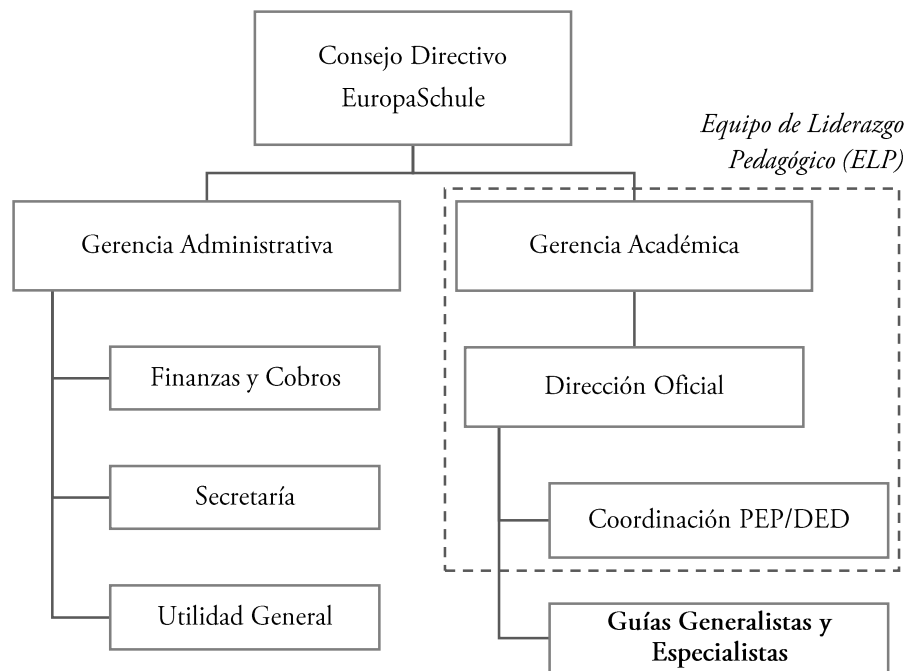 Consejo Directivo
EuropaSchule
Equipo de Liderazgo
Pedagógico (ELP)
Gerencia Administrativa
Gerencia Académica
Finanzas y Cobros
Dirección Oficial
Secretaría
Coordinación PEP/DED
Utilidad General
Guías Generalistas y
Especialistas